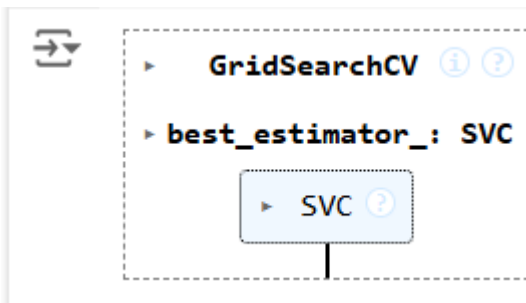 GridSearchCV i ?
best_estimator_: SVC
SVC ?